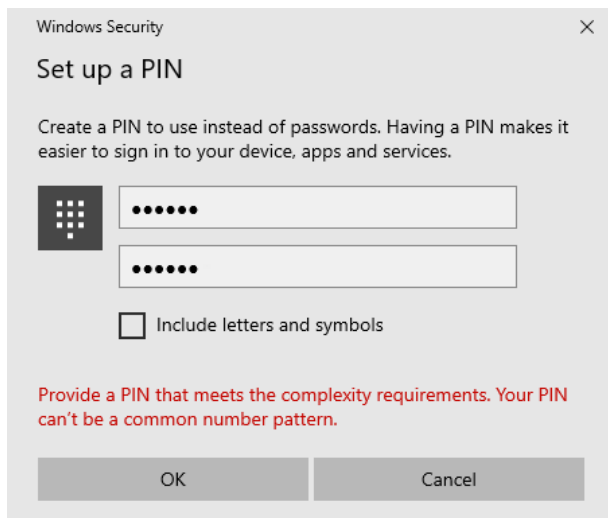 Windows Security
Set up a PIN
Create a PIN to use instead of passwords. Having a PIN makes it
easier to sign in to your device, apps and services.
●●●●●●
●●●●●●
Include letters and symbols
Provide a PIN that meets the complexity requirements. Your PIN
can't be a common number pattern.
OK
Cancel